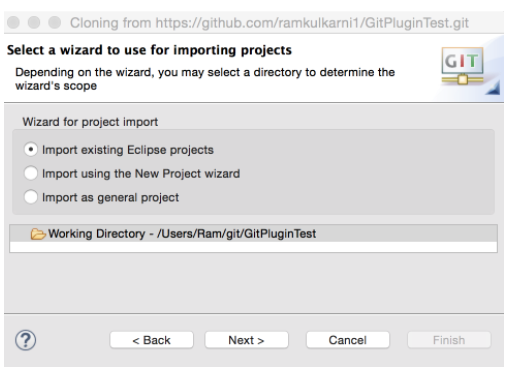 Cloning from https://github.com/ramkulkarni1/GitPluginTest.git
Select a wizard to use for importing projects
Depending on the wizard, you may select a directory to determine the
wizard's scope
GIT
Wizard for project import
Import existing Eclipse projects
Import using the New Project wizard
Import as general project
Working Directory - /Users/Ram/git/GitPluginTest
?
< Back
Next >
Cancel
Finish